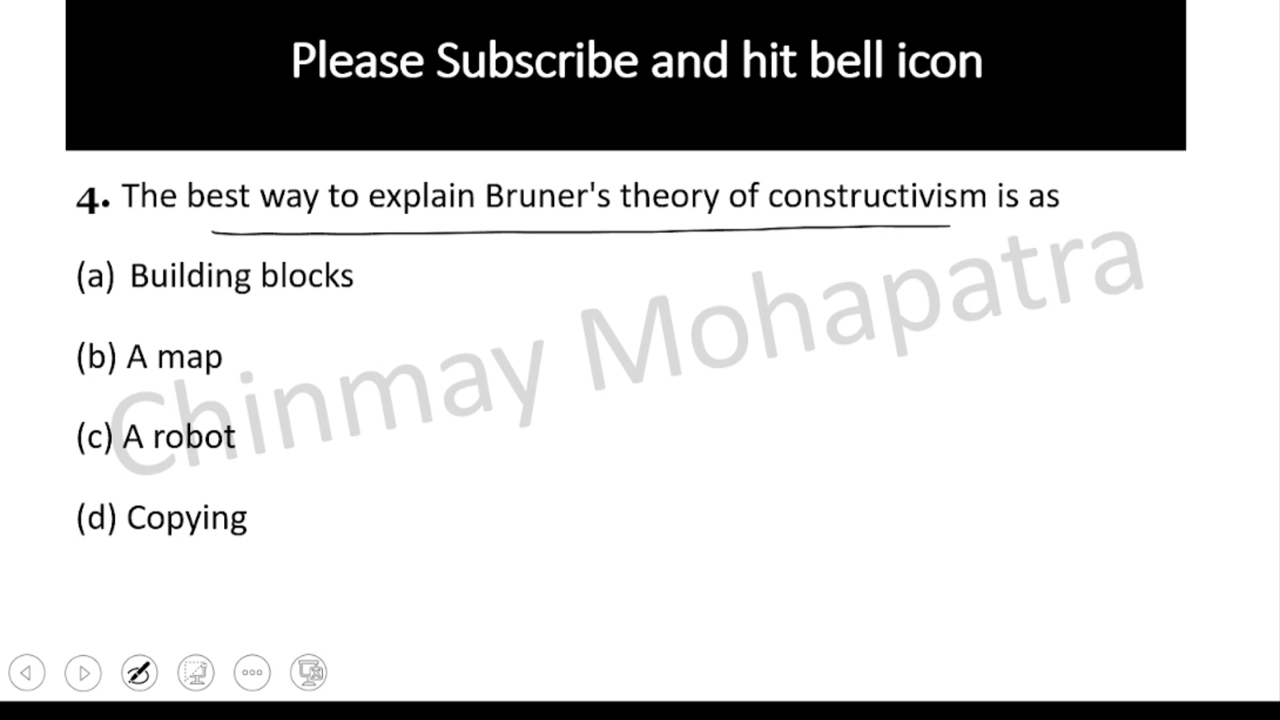 Please Subscribe and hit bell icon
4. The best way to explain Bruner's theory of constructivism is as
(a) Building blocks
(b) A map
(c) A robot
(d) Copying
Chinmay Mohapatra